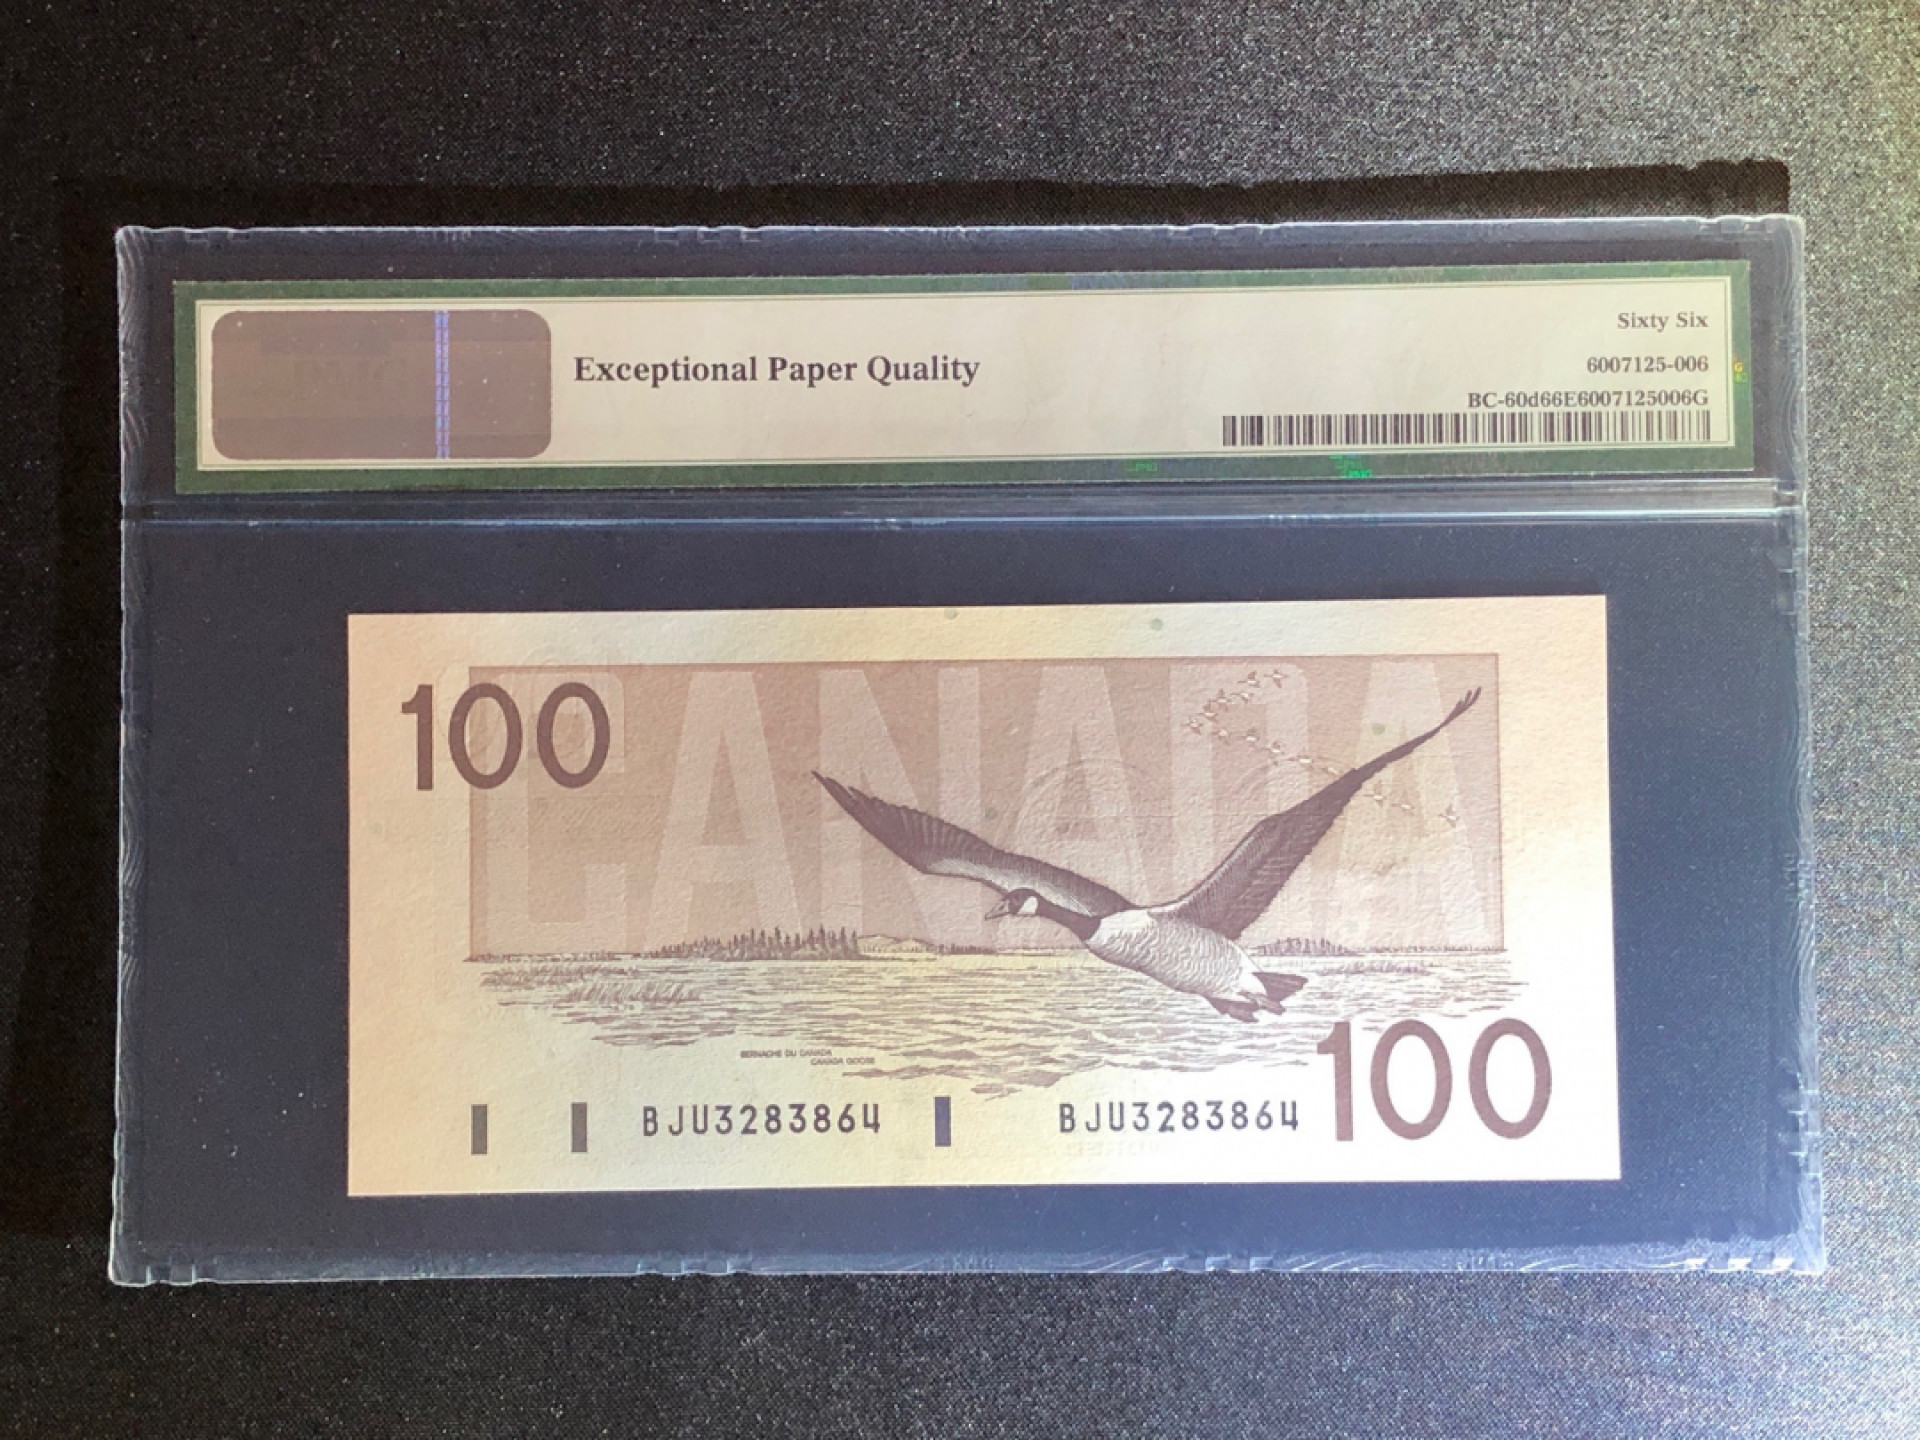 Exceptional Paper Quality
Sixty Six
6007125-006
BC-60d66E6007125006G
100
CANADA
BERNACHE DU CANADA
CANADA GOOSE
BJU3283864
BJU3283864
100